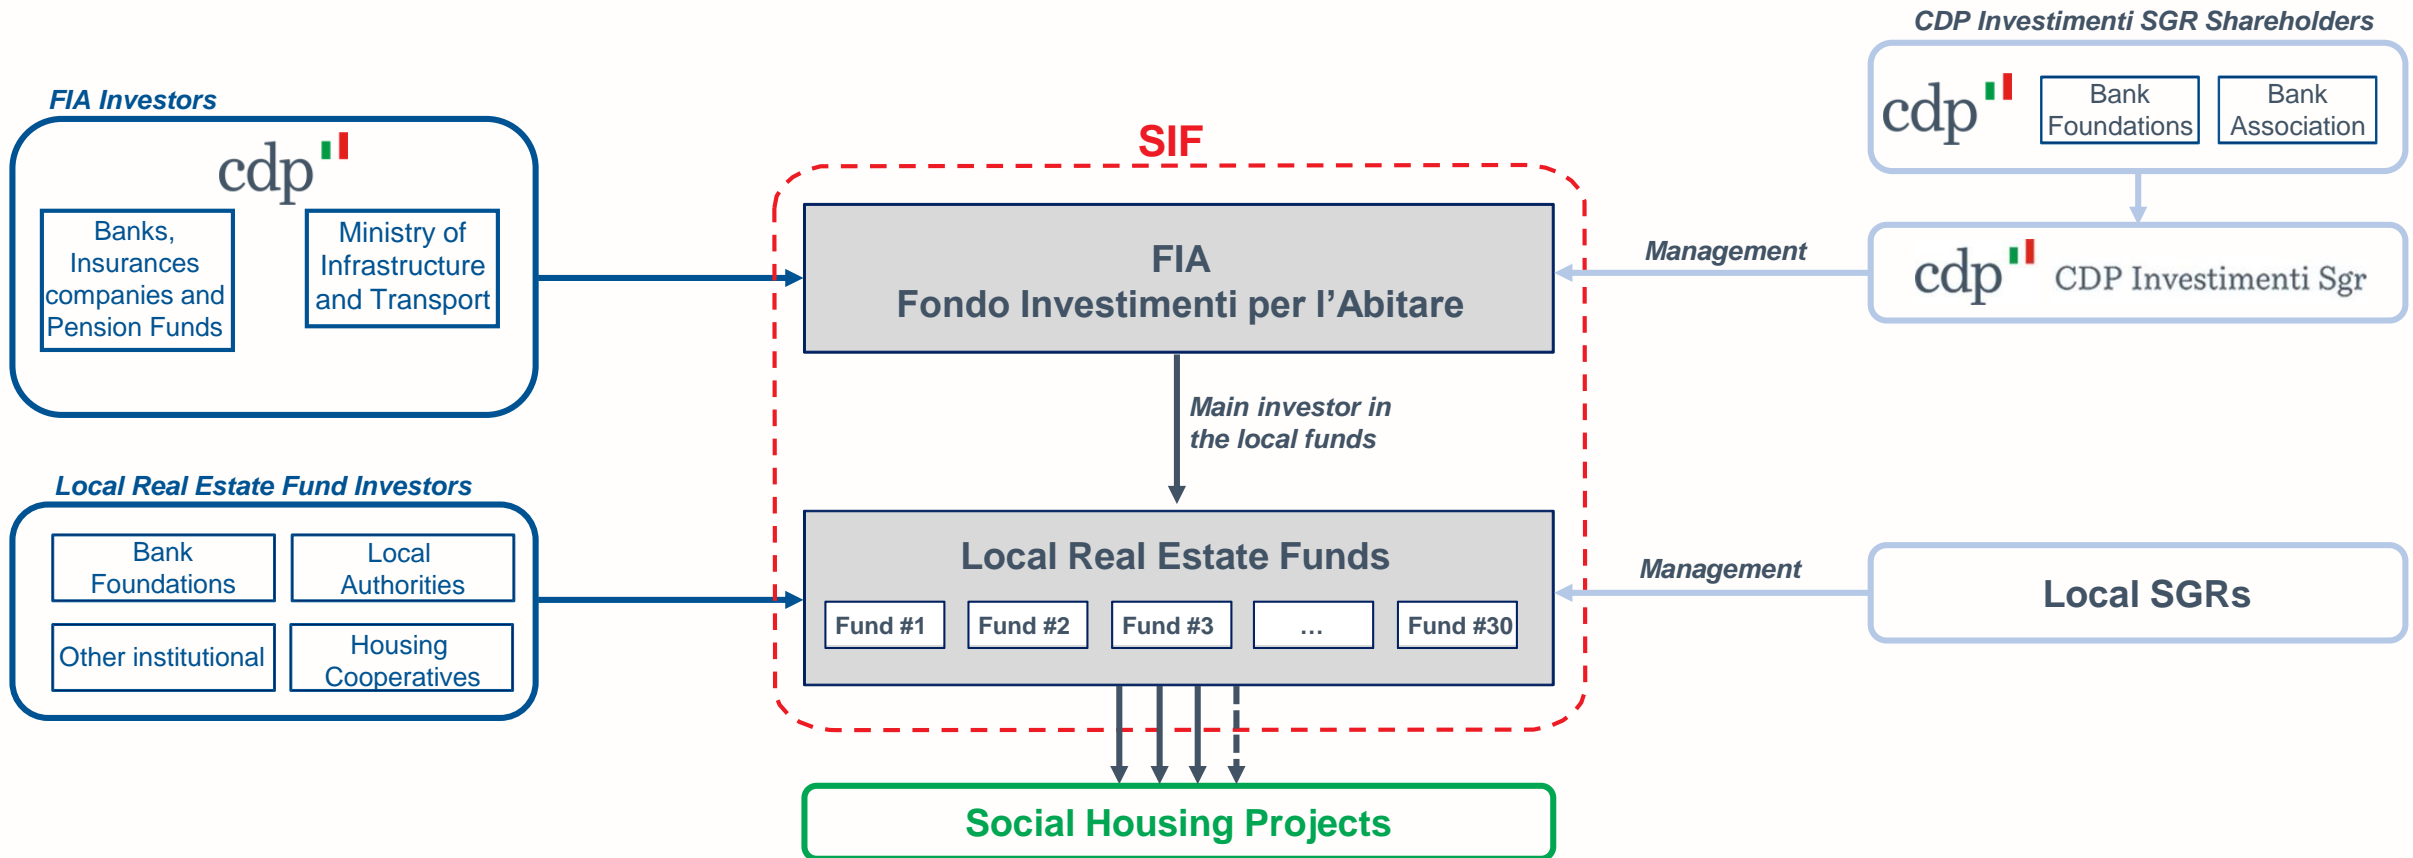 CDP Investimenti SGR Shareholders
cdp
Bank
Foundations
Bank
Association
FIA Investors
cdp
Banks,
Insurances
companies and
Pension Funds
Ministry of
Infrastructure
and Transport
SIF
FIA
Fondo Investimenti per l’Abitare
Management
cdp CDP Investimenti Sgr
Main investor in
the local funds
Local Real Estate Fund Investors
Bank
Foundations
Local
Authorities
Other institutional
Housing
Cooperatives
Local Real Estate Funds
Fund #1
Fund #2
Fund #3
…
Fund #30
Management
Local SGRs
Social Housing Projects